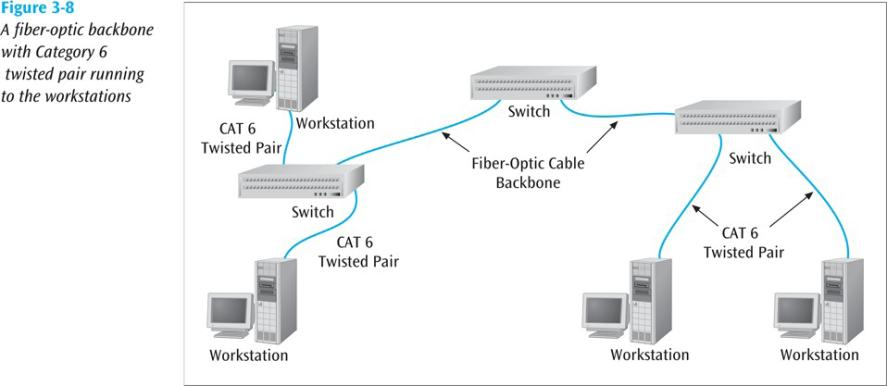 Figure 3-8
A fiber-optic backbone
with Category 6
twisted pair running
to the workstations
CAT 6
Twisted Pair
Workstation
Switch
Fiber-Optic Cable
Backbone
Switch
Switch
CAT 6
Twisted Pair
CAT 6
Twisted Pair
Workstation
Workstation
Workstation